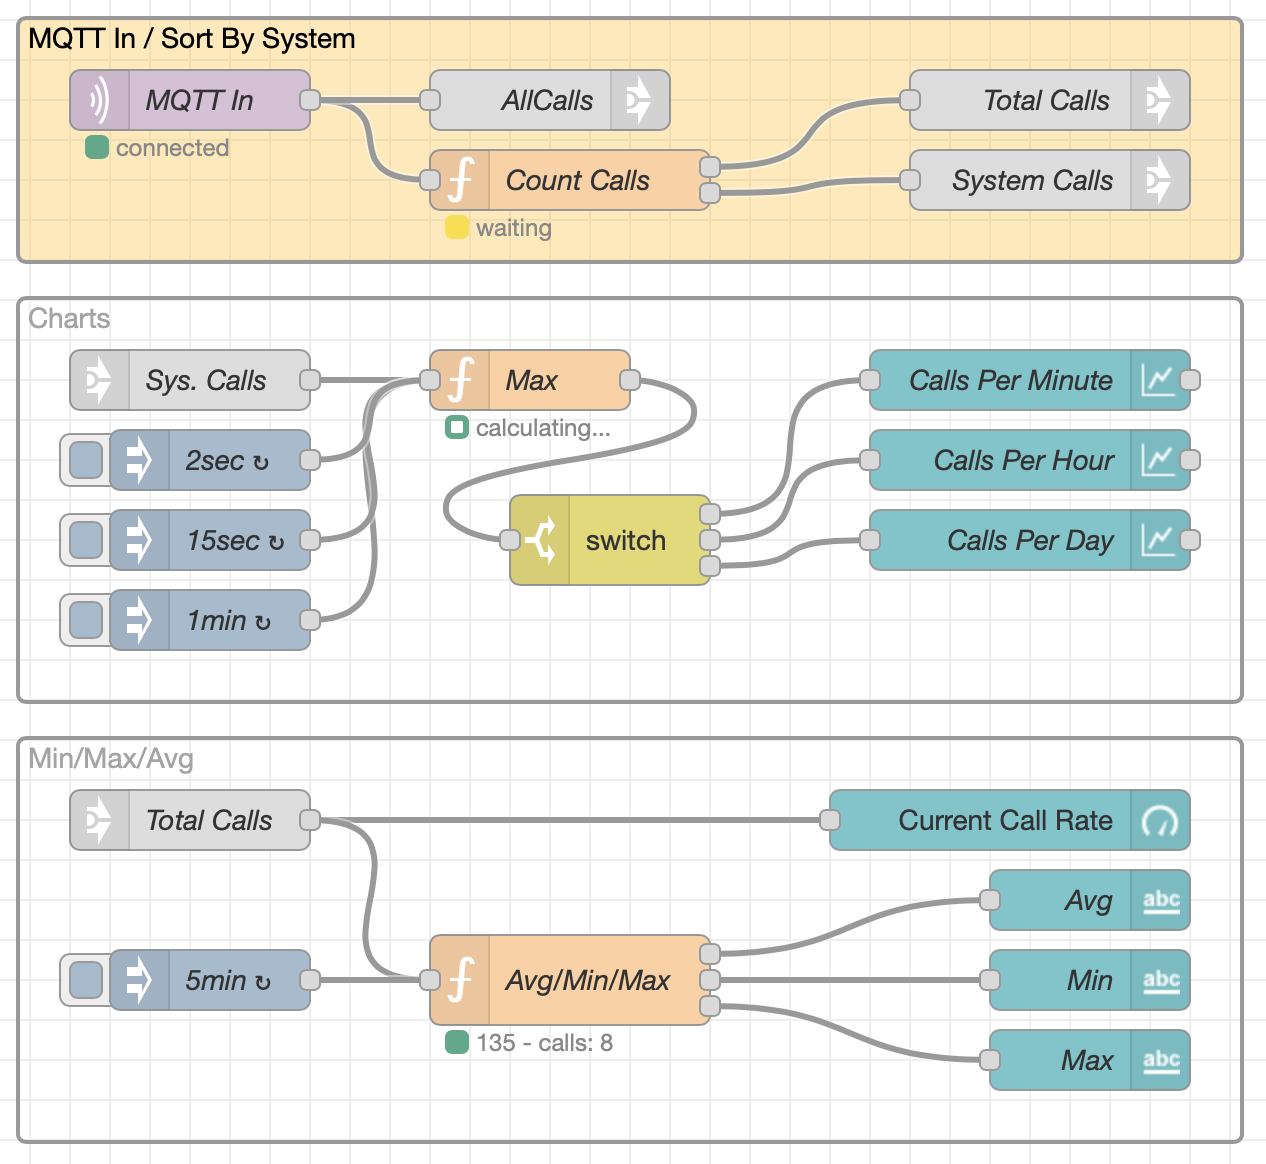 MQTT In / Sort By System
MQTT In
AllCalls
Total Calls
connected
Count Calls
System Calls
waiting
Charts
Sys. Calls
Max
Calls Per Minute
calculating...
2sec ↻
Calls Per Hour
15sec ↻
switch
Calls Per Day
1min ↻
Min/Max/Avg
Total Calls
Current Call Rate
Avg
abc
5min ↻
Avg/Min/Max
Min
abc
135 - calls: 8
Max
abc